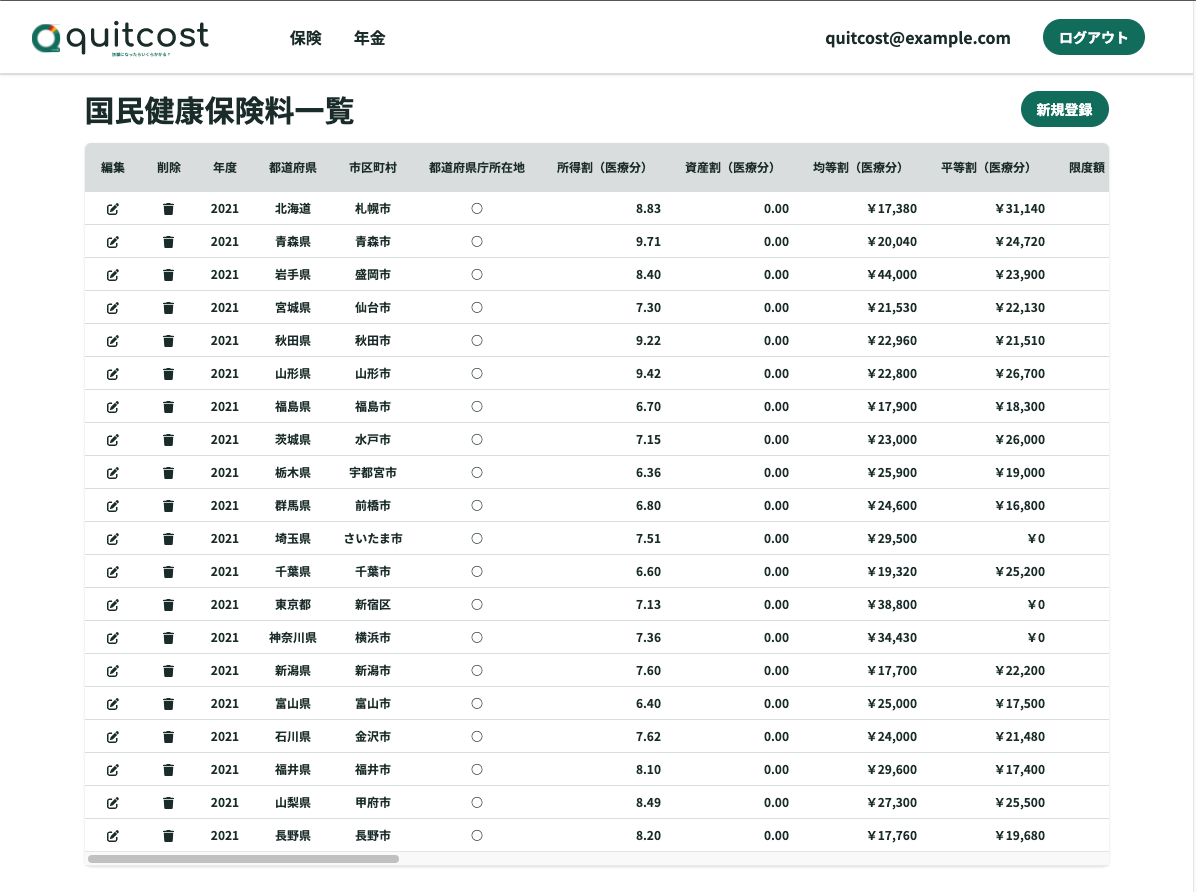 quitcost
休職になったらいくらかかる？
保険 年金
quitcost@example.com
ログアウト
国民健康保険料一覧
新規登録
編集 削除 年度 都道府県 市区町村 都道府県庁所在地 所得割（医療分） 資産割（医療分） 均等割（医療分） 平等割（医療分） 限度額
2021 北海道 札幌市 〇 8.83 0.00 ￥17,380 ￥31,140
2021 青森県 青森市 〇 9.71 0.00 ￥20,040 ￥24,720
2021 岩手県 盛岡市 〇 8.40 0.00 ￥44,000 ￥23,900
2021 宮城県 仙台市 〇 7.30 0.00 ￥21,530 ￥22,130
2021 秋田県 秋田市 〇 9.22 0.00 ￥22,960 ￥21,510
2021 山形県 山形市 〇 9.42 0.00 ￥22,800 ￥26,700
2021 福島県 福島市 〇 6.70 0.00 ￥17,900 ￥18,300
2021 茨城県 水戸市 〇 7.15 0.00 ￥23,000 ￥26,000
2021 栃木県 宇都宮市 〇 6.36 0.00 ￥25,900 ￥19,000
2021 群馬県 前橋市 〇 6.80 0.00 ￥24,600 ￥16,800
2021 埼玉県 さいたま市 〇 7.51 0.00 ￥29,500 ￥0
2021 千葉県 千葉市 〇 6.60 0.00 ￥19,320 ￥25,200
2021 東京都 新宿区 〇 7.13 0.00 ￥38,800 ￥0
2021 神奈川県 横浜市 〇 7.36 0.00 ￥34,430 ￥0
2021 新潟県 新潟市 〇 7.60 0.00 ￥17,700 ￥22,200
2021 富山県 富山市 〇 6.40 0.00 ￥25,000 ￥17,500
2021 石川県 金沢市 〇 7.62 0.00 ￥24,000 ￥21,480
2021 福井県 福井市 〇 8.10 0.00 ￥29,600 ￥17,400
2021 山梨県 甲府市 〇 8.49 0.00 ￥27,300 ￥25,500
2021 長野県 長野市 〇 8.20 0.00 ￥17,760 ￥19,680